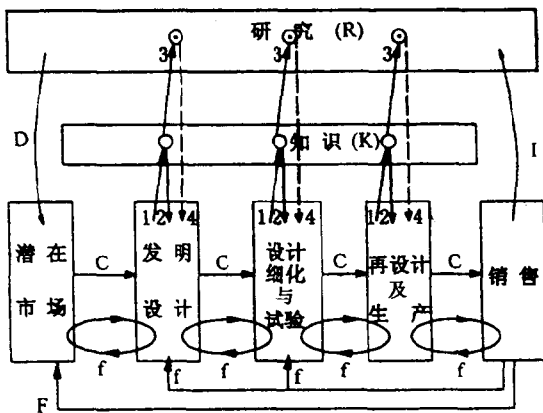 研 究 (R)
3 3 3
D I
知 识 (K)
1 2 4 1 2 4 1 2 4
潜 在
市 场
C
发 明
设 计
C
设计
细化
与
试验
C
再设计
及
生 产
C
销 售
f f f f f f
F